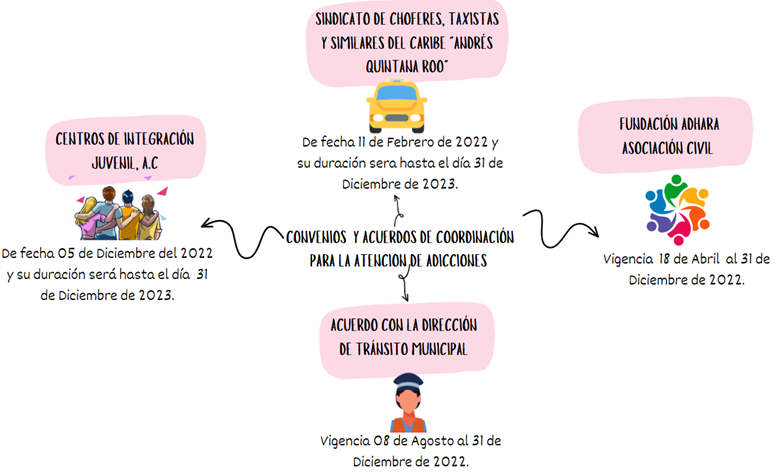 SINDICATO DE CHOFERES, TAXISTAS
Y SIMILARES DEL CARIBE "ANDRÉS
QUINTANA ROO"
De fecha 11 de Febrero de 2022 y
su duración sera hasta el día 31 de
Diciembre de 2023.
CENTROS DE INTEGRACIÓN
JUVENIL, A.C
De fecha 05 de Diciembre del 2022
y su duración será hasta el día 31
de Diciembre de 2023.
FUNDACIÓN ADHARA
ASOCIACIÓN CIVIL
Vigencia 18 de Abril al 31 de
Diciembre de 2022.
CONVENIOS Y ACUERDOS DE COORDINACIÓN
PARA LA ATENCION DE ADICCIONES
ACUERDO CON LA DIRECCIÓN
DE TRÁNSITO MUNICIPAL
Vigencia 08 de Agosto al 31 de
Diciembre de 2022.